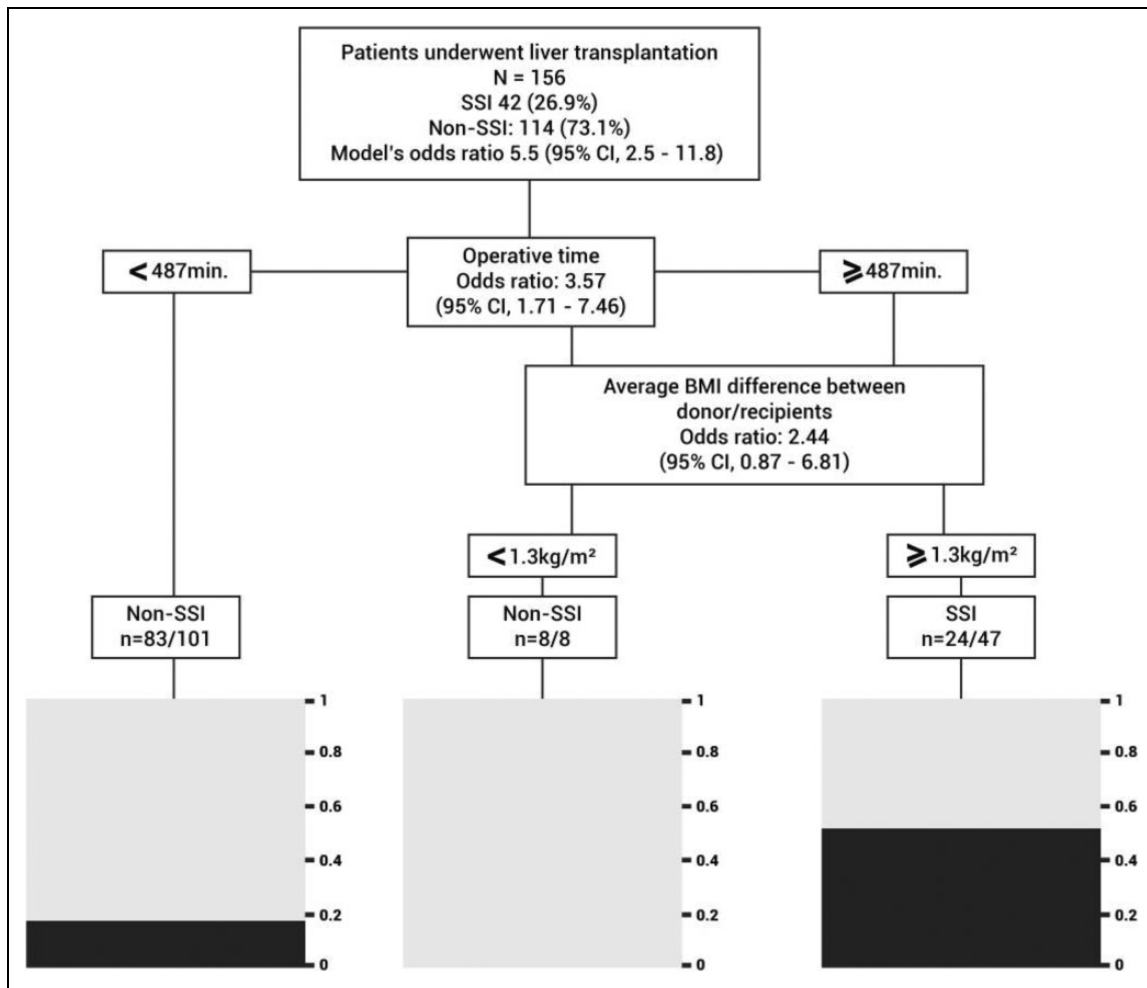 Patients underwent liver transplantation
N = 156
SSI 42 (26.9%)
Non-SSI: 114 (73.1%)
Model's odds ratio 5.5 (95% CI, 2.5 - 11.8)
< 487min.
Operative time
Odds ratio: 3.57
(95% CI, 1.71 - 7.46)
⩾ 487min.
Average BMI difference between
donor/recipients
Odds ratio: 2.44
(95% CI, 0.87 - 6.81)
< 1.3kg/m²
⩾ 1.3kg/m²
Non-SSI
n=83/101
Non-SSI
n=8/8
SSI
n=24/47
1
0.8
0.6
0.4
0.2
0
1
0.8
0.6
0.4
0.2
0
1
0.8
0.6
0.4
0.2
0